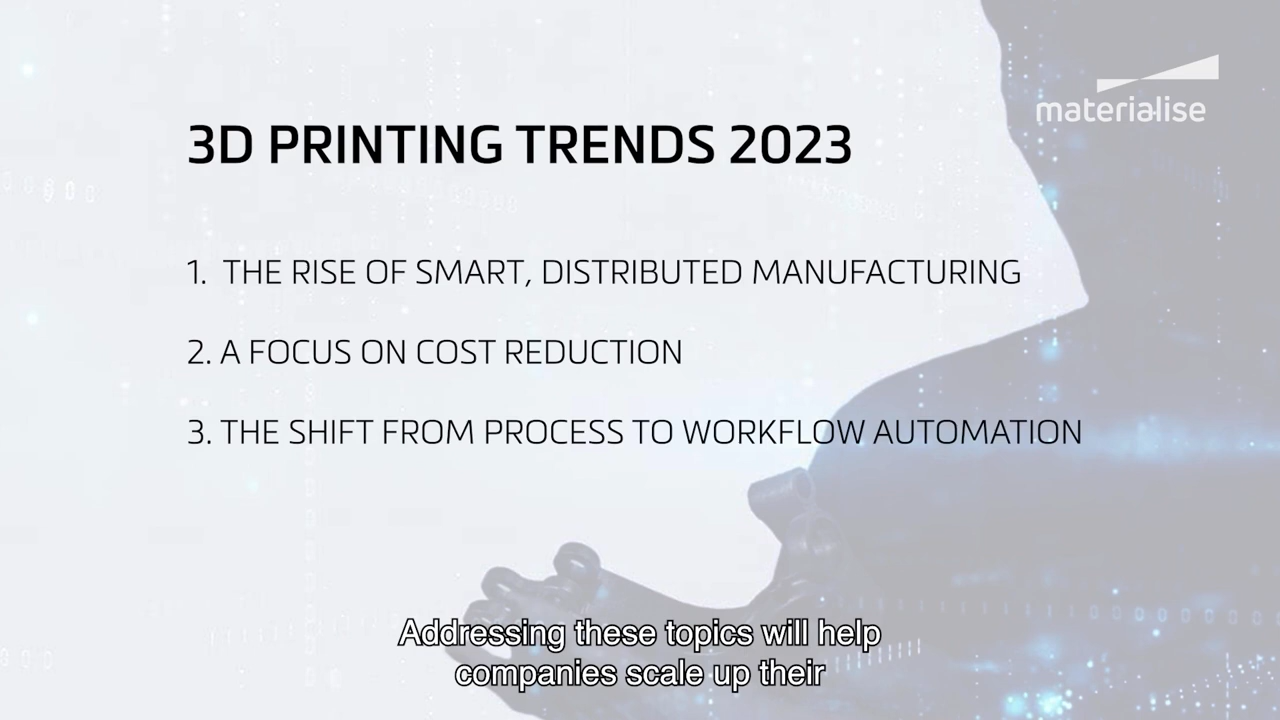 materialise
3D PRINTING TRENDS 2023
1. THE RISE OF SMART, DISTRIBUTED MANUFACTURING
2. A FOCUS ON COST REDUCTION
3. THE SHIFT FROM PROCESS TO WORKFLOW AUTOMATION
Addressing these topics will help
companies scale up their